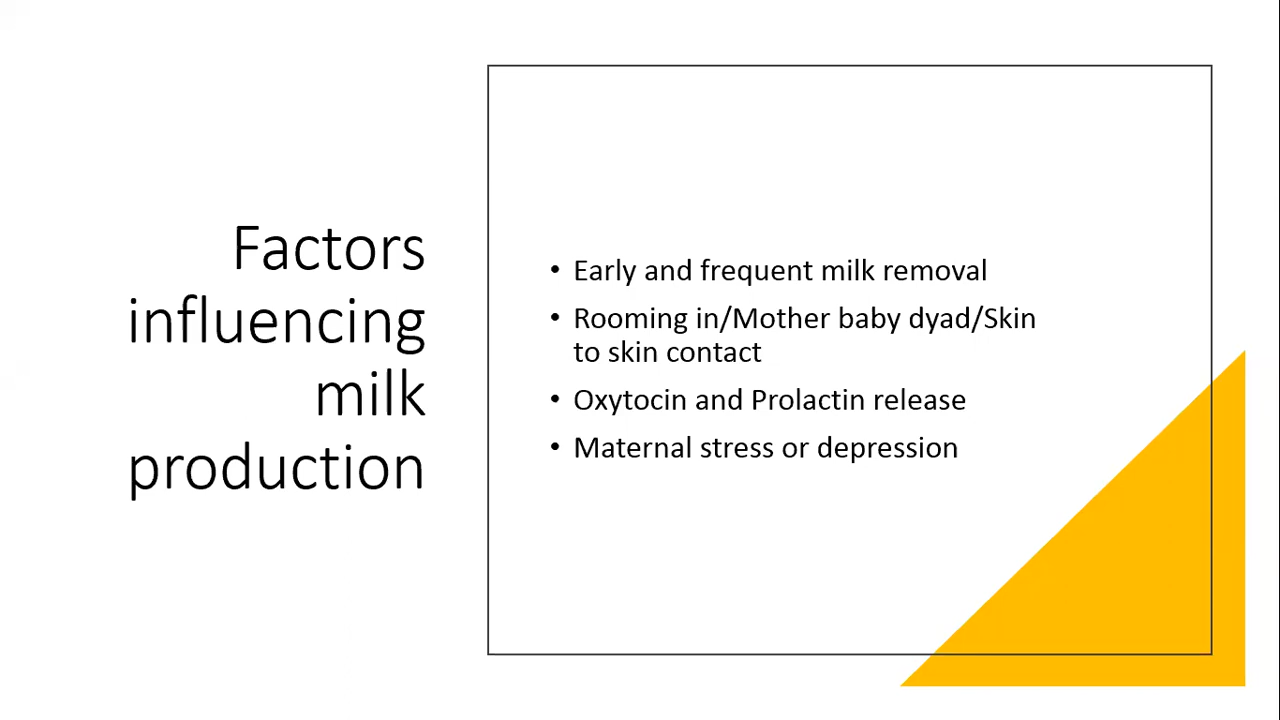 Factors
influencing
milk
production
• Early and frequent milk removal
• Rooming in/Mother baby dyad/Skin
to skin contact
• Oxytocin and Prolactin release
• Maternal stress or depression